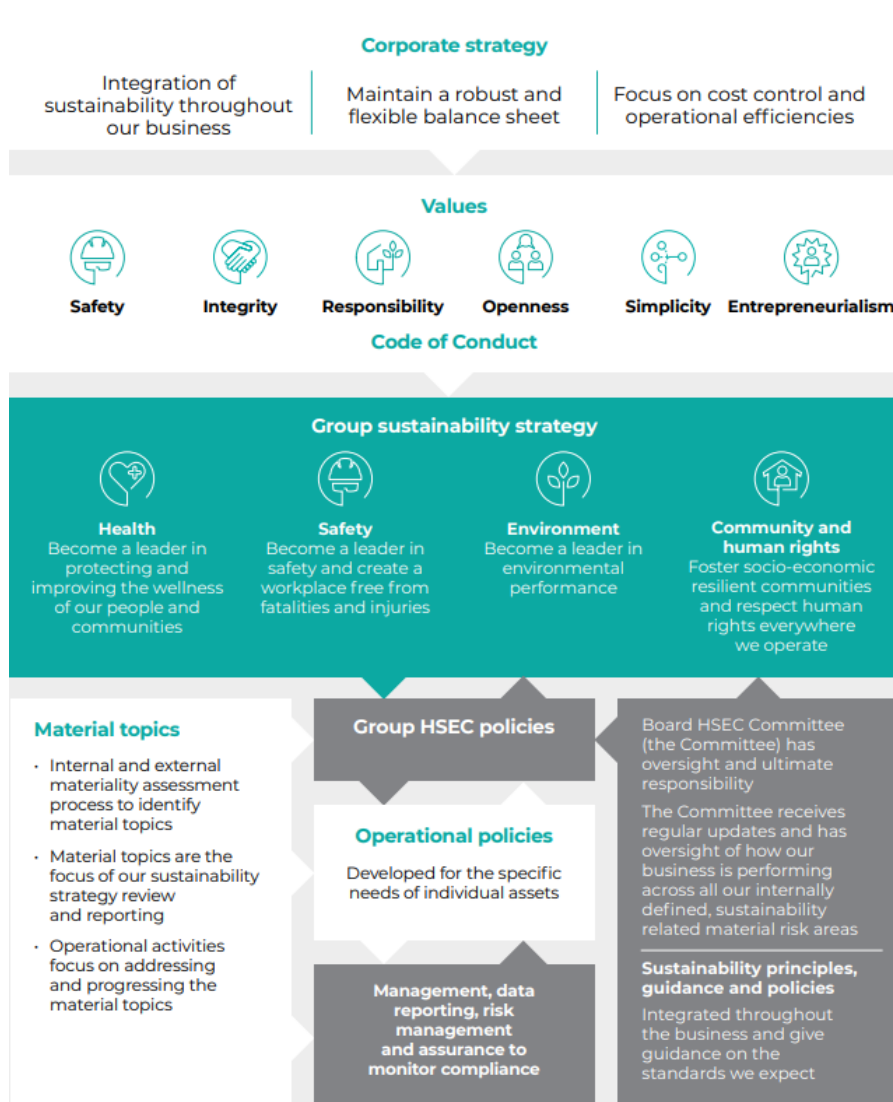 Corporate strategy
Integration of
sustainability throughout
our business
Maintain a robust and
flexible balance sheet
Focus on cost control and
operational efficiencies
Values
Safety
Integrity
Responsibility
Openness
Simplicity
Entrepreneurialism
Code of Conduct
Group sustainability strategy
Health
Become a leader in
protecting and
improving the wellness
of our people and
communities
Safety
Become a leader in
safety and create a
workplace free from
fatalities and injuries
Environment
Become a leader in
environmental
performance
Community and
human rights
Foster socio-economic
resilient communities
and respect human
rights everywhere
we operate
Material topics
• Internal and external
materiality assessment
process to identify
material topics
• Material topics are the
focus of our sustainability
strategy review
and reporting
• Operational activities
focus on addressing
and progressing the
material topics
Group HSEC policies
Operational policies
Developed for the specific
needs of individual assets
Management, data
reporting, risk
management
and assurance to
monitor compliance
Board HSEC Committee
(the Committee) has
oversight and ultimate
responsibility
The Committee receives
regular updates and has
oversight of how our
business is performing
across all our internally
defined, sustainability
related material risk areas
Sustainability principles,
guidance and policies
Integrated throughout
the business and give
guidance on the
standards we expect